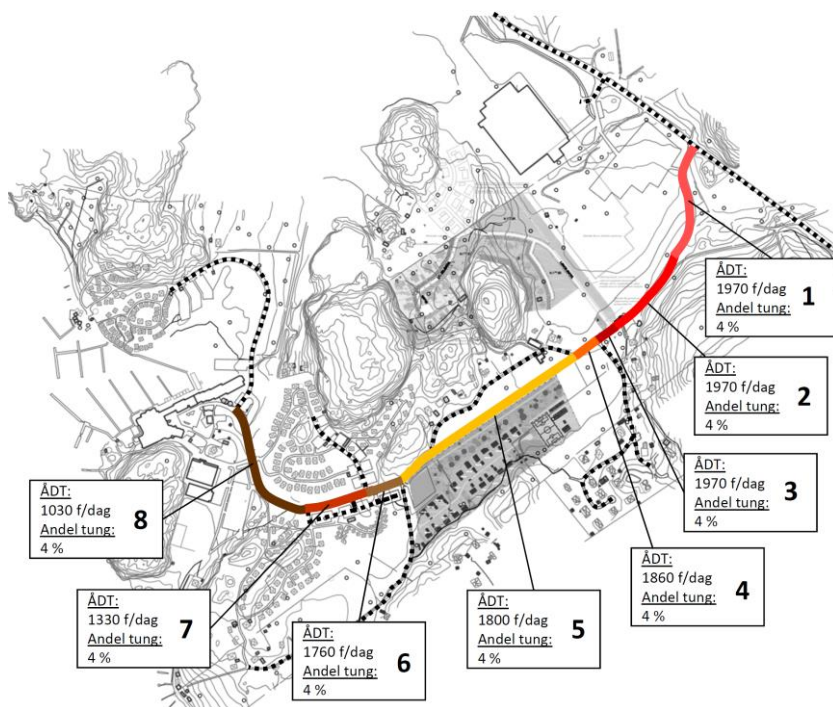 ÅDT:
1970 f/dag
Andel tung:
4 %
1
ÅDT:
1970 f/dag
Andel tung:
4 %
2
ÅDT:
1970 f/dag
Andel tung:
4 %
3
ÅDT:
1860 f/dag
Andel tung:
4 %
4
ÅDT:
1800 f/dag
Andel tung:
4 %
5
ÅDT:
1760 f/dag
Andel tung:
4 %
6
ÅDT:
1330 f/dag
Andel tung:
4 %
7
ÅDT:
1030 f/dag
Andel tung:
4 %
8